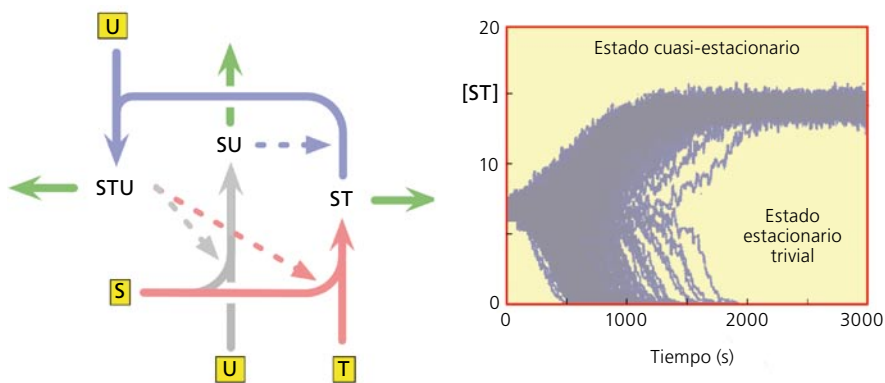 U
SU
STU
ST
S
U
T
20
Estado cuasi-estacionario
[ST]
10
Estado
estacionario
trivial
0
0
1000
2000
3000
Tiempo (s)